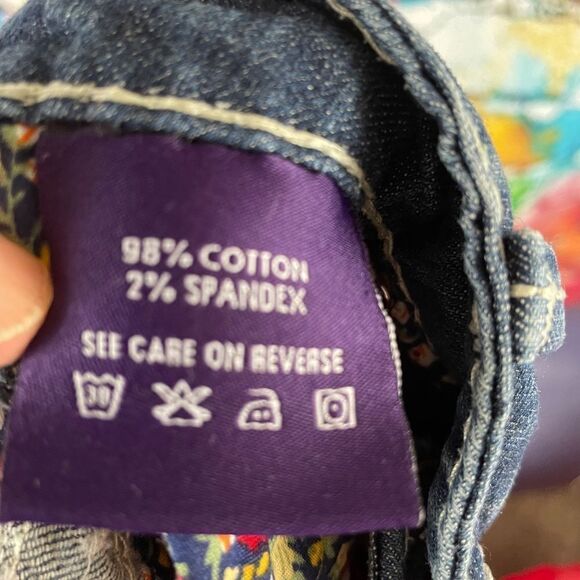 98% COTTON
2% SPANDEX
SEE CARE ON REVERSE
30